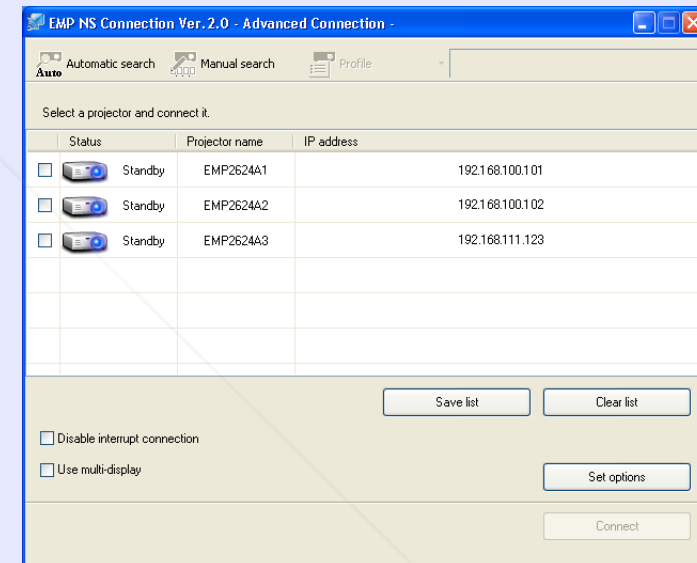 EMP NS Connection Ver.2.0 - Advanced Connection -
Auto Automatic search Manual search Profile
Select a projector and connect it.
Status Projector name IP address
Standby EMP2624A1 192.168.100.101
Standby EMP2624A2 192.168.100.102
Standby EMP2624A3 192.168.111.123
Save list Clear list
Disable interrupt connection
Use multi-display
Set options
Connect